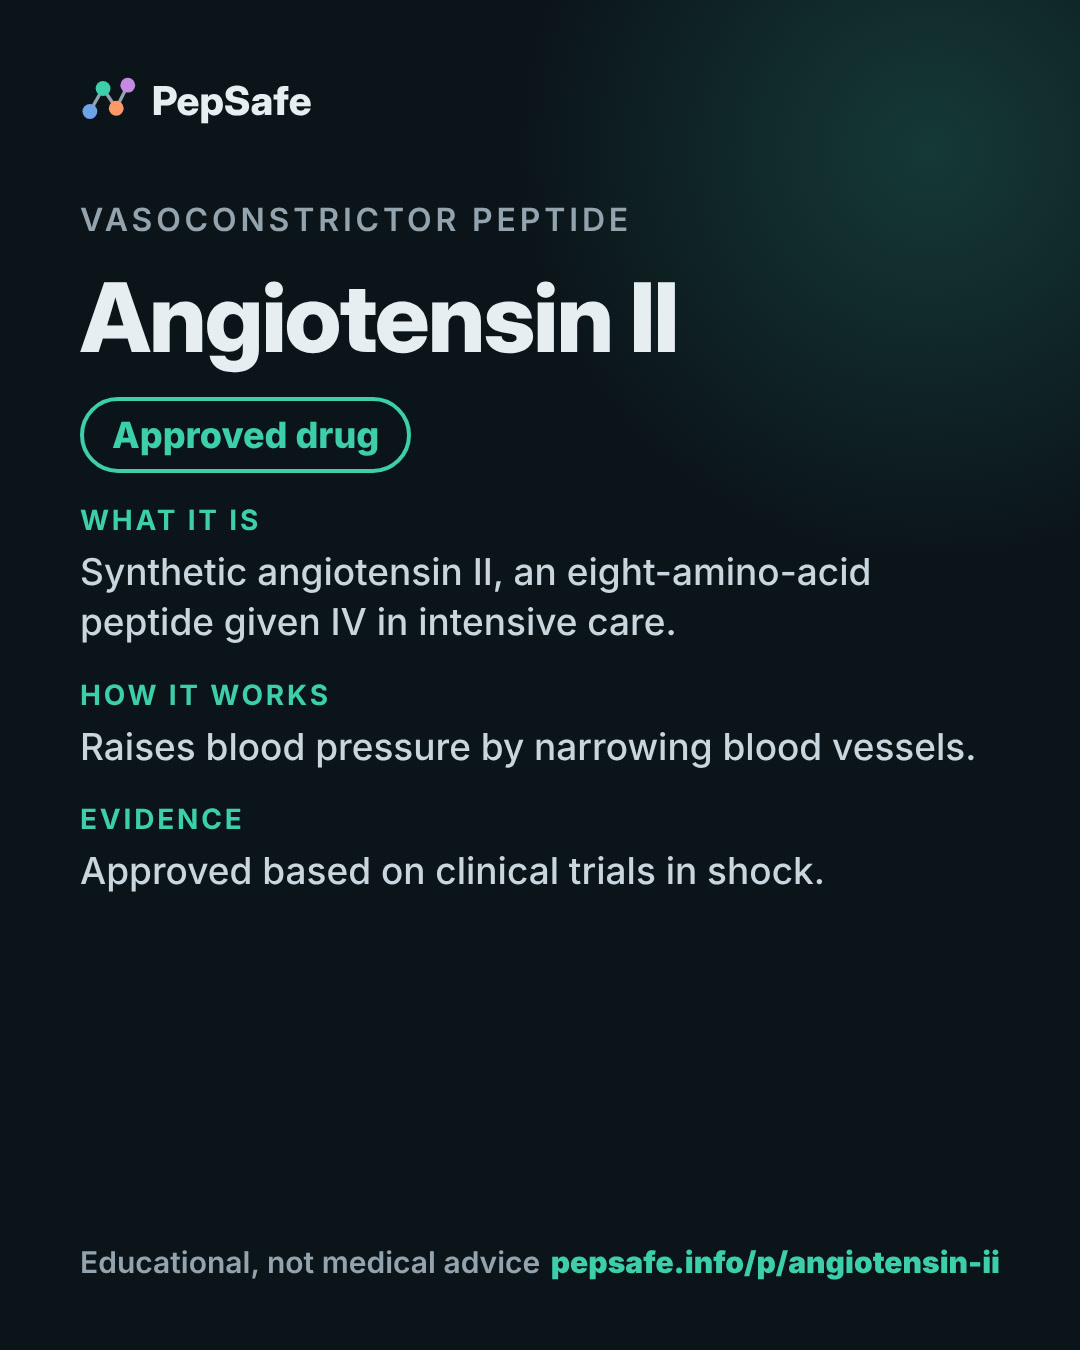 PepSafe
VASOCONSTRICTOR PEPTIDE
Angiotensin II
Approved drug
WHAT IT IS
Synthetic angiotensin II, an eight-amino-acid
peptide given IV in intensive care.
HOW IT WORKS
Raises blood pressure by narrowing blood vessels.
EVIDENCE
Approved based on clinical trials in shock.
Educational, not medical advice pepsafe.info/p/angiotensin-ii